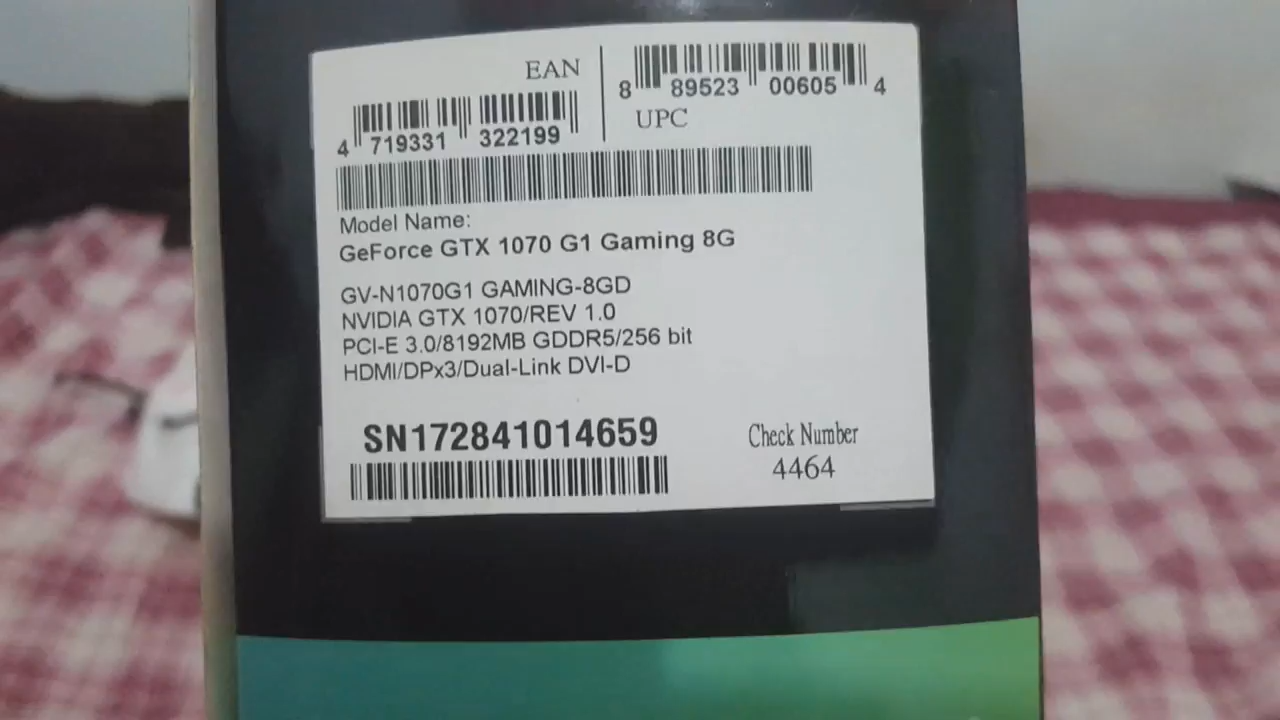 EAN
4 719331 322199
8 89523 00605 4
UPC
Model Name:
GeForce GTX 1070 G1 Gaming 8G
GV-N1070G1 GAMING-8GD
NVIDIA GTX 1070/REV 1.0
PCI-E 3.0/8192MB GDDR5/256 bit
HDMI/DPx3/Dual-Link DVI-D
SN172841014659
Check Number
4464